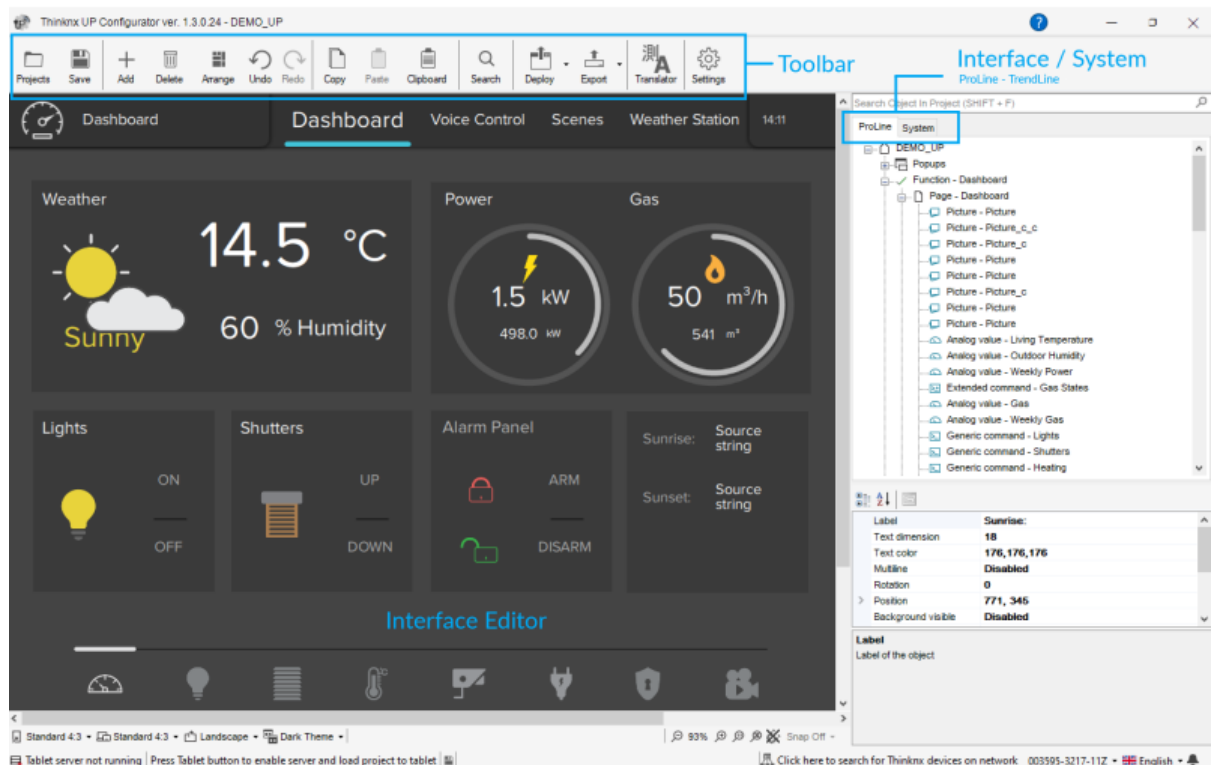 Thinknx UP Configurator ver. 1.3.0.24 - DEMO_UP
?
Projects Save Add Delete Arrange Undo Redo Copy Paste Clipboard Search Deploy Export Translator Settings
測A
Toolbar
Interface / System
ProLine - TrendLine
Search Object In Project (SHIFT + F)
ProLine System
Dashboard
Dashboard Voice Control Scenes Weather Station 14:11
Weather
14.5 °C
Sunny
60 % Humidity
Power
1.5 kW
498.0 kW
Gas
50 m³/h
541 m³
Lights
ON
OFF
Shutters
UP
DOWN
Alarm Panel
ARM
DISARM
Sunrise: Source string
Sunset: Source string
Interface Editor
DEMO_UP
Popups
Function - Dashboard
Page - Dashboard
Picture - Picture
Picture - Picture_c_c
Picture - Picture_c
Picture - Picture
Picture - Picture
Picture - Picture_c
Picture - Picture
Picture - Picture
Analog value - Living Temperature
Analog value - Outdoor Humidity
Analog value - Weekly Power
Extended command - Gas States
Analog value - Gas
Analog value - Weekly Gas
Generic command - Lights
Generic command - Shutters
Generic command - Heating
Label Sunrise:
Text dimension 18
Text color 176,176,176
Multiline Disabled
Rotation 0
Position 771, 345
Background visible Disabled
Label
Label of the object
Standard 4:3 Standard 4:3 Landscape Dark Theme
93% Snap Off
Tablet server not running Press Tablet button to enable server and load project to tablet
Click here to search for Thinknx devices on network 003595-3217-11Z English